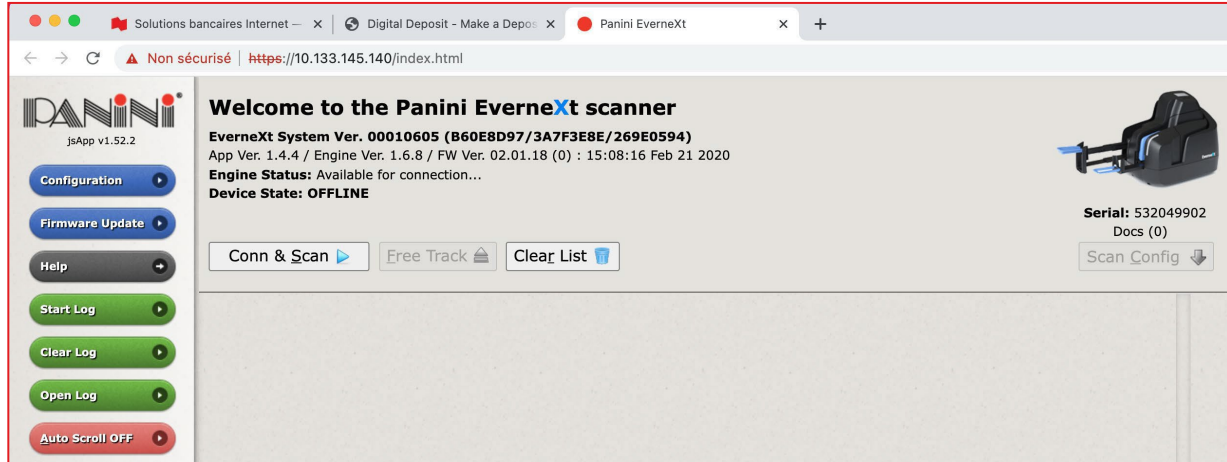 Solutions bancaires Internet —
Digital Deposit - Make a Depos
Panini EverneXt
Non sécurisé | https://10.133.145.140/index.html
PANINI
jsApp v1.52.2
Configuration
Firmware Update
Help
Start Log
Clear Log
Open Log
Auto Scroll OFF
Welcome to the Panini EverneXt scanner
EverneXt System Ver. 00010605 (B60E8D97/3A7F3E8E/269E0594)
App Ver. 1.4.4 / Engine Ver. 1.6.8 / FW Ver. 02.01.18 (0) : 15:08:16 Feb 21 2020
Engine Status: Available for connection...
Device State: OFFLINE
Conn & Scan
Free Track
Clear List
Serial: 532049902
Docs (0)
Scan Config